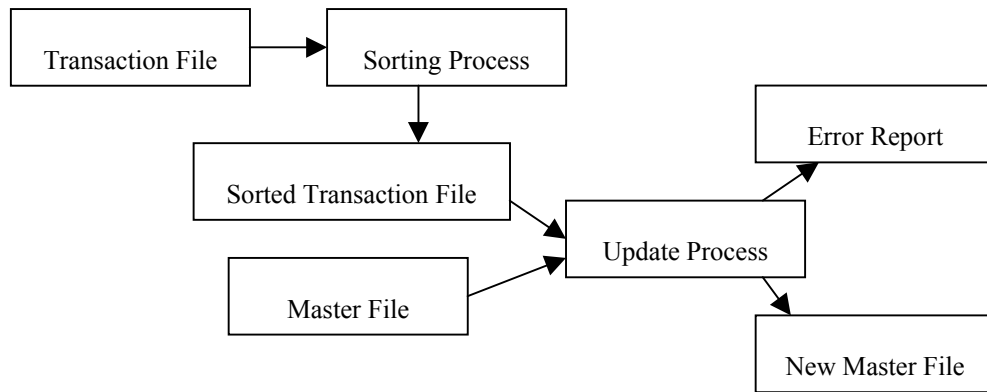 Transaction File
Sorting Process
Error Report
Sorted Transaction File
Update Process
Master File
New Master File